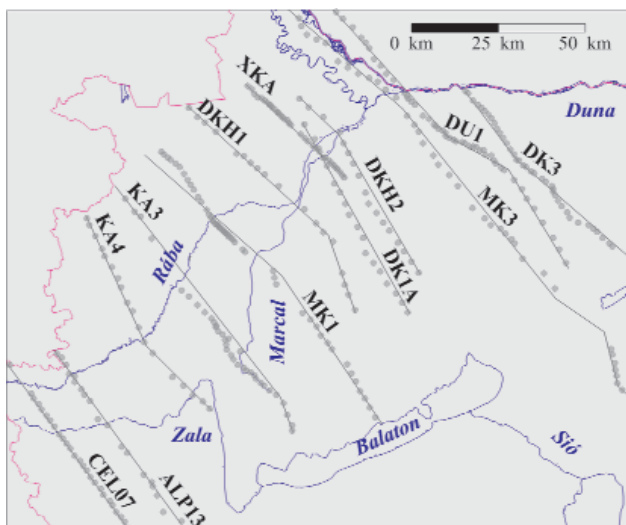 0 km 25 km 50 km
XKA
Duna
DKH1
DU1
DK3
DKH2
MK3
KA3
KA4
Rába
DK1A
Marcal
MK1
Zala
Balaton
Sió
CEL07
ALP13